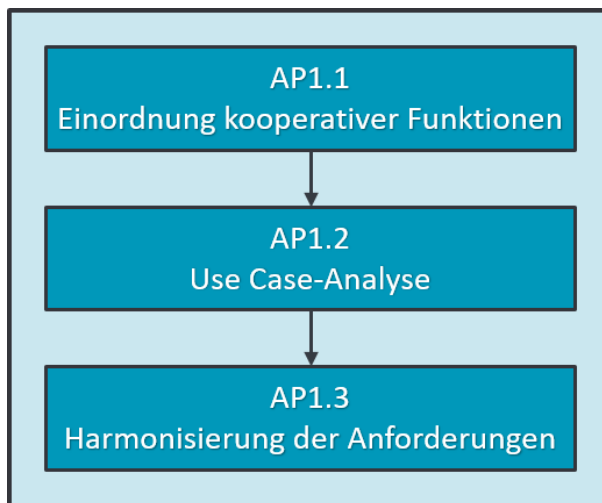 AP1.1
Einordnung kooperativer Funktionen
AP1.2
Use Case-Analyse
AP1.3
Harmonisierung der Anforderungen